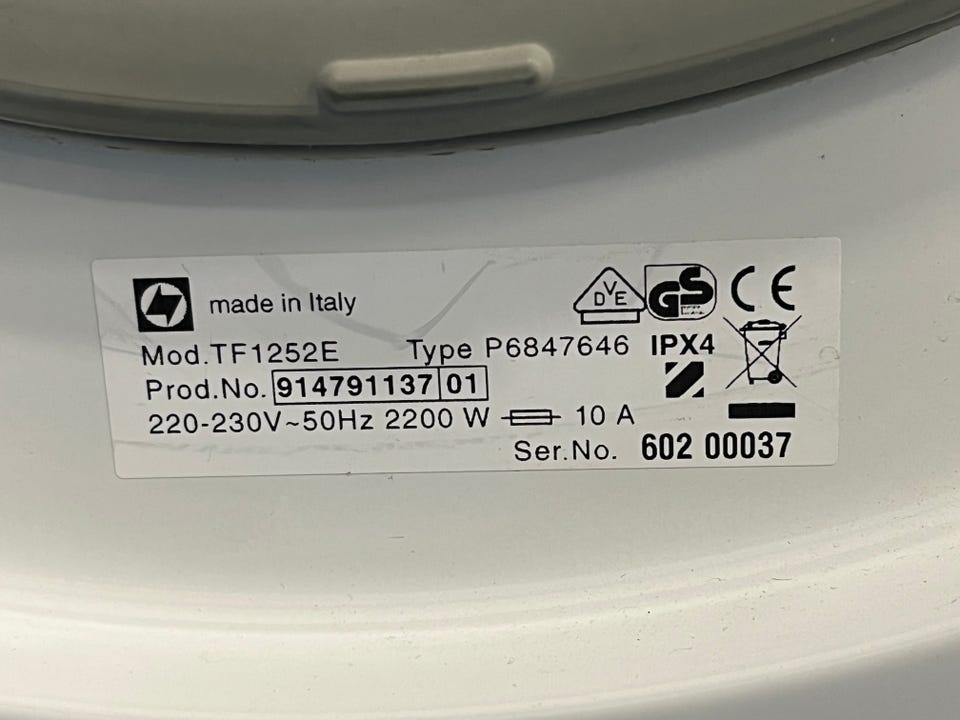 made in Italy
DVE GS CE
Mod.TF1252E Type P6847646 IPX4
Prod.No. 914791137 01
220-230V~50Hz 2200 W 10 A
Ser.No. 602 00037